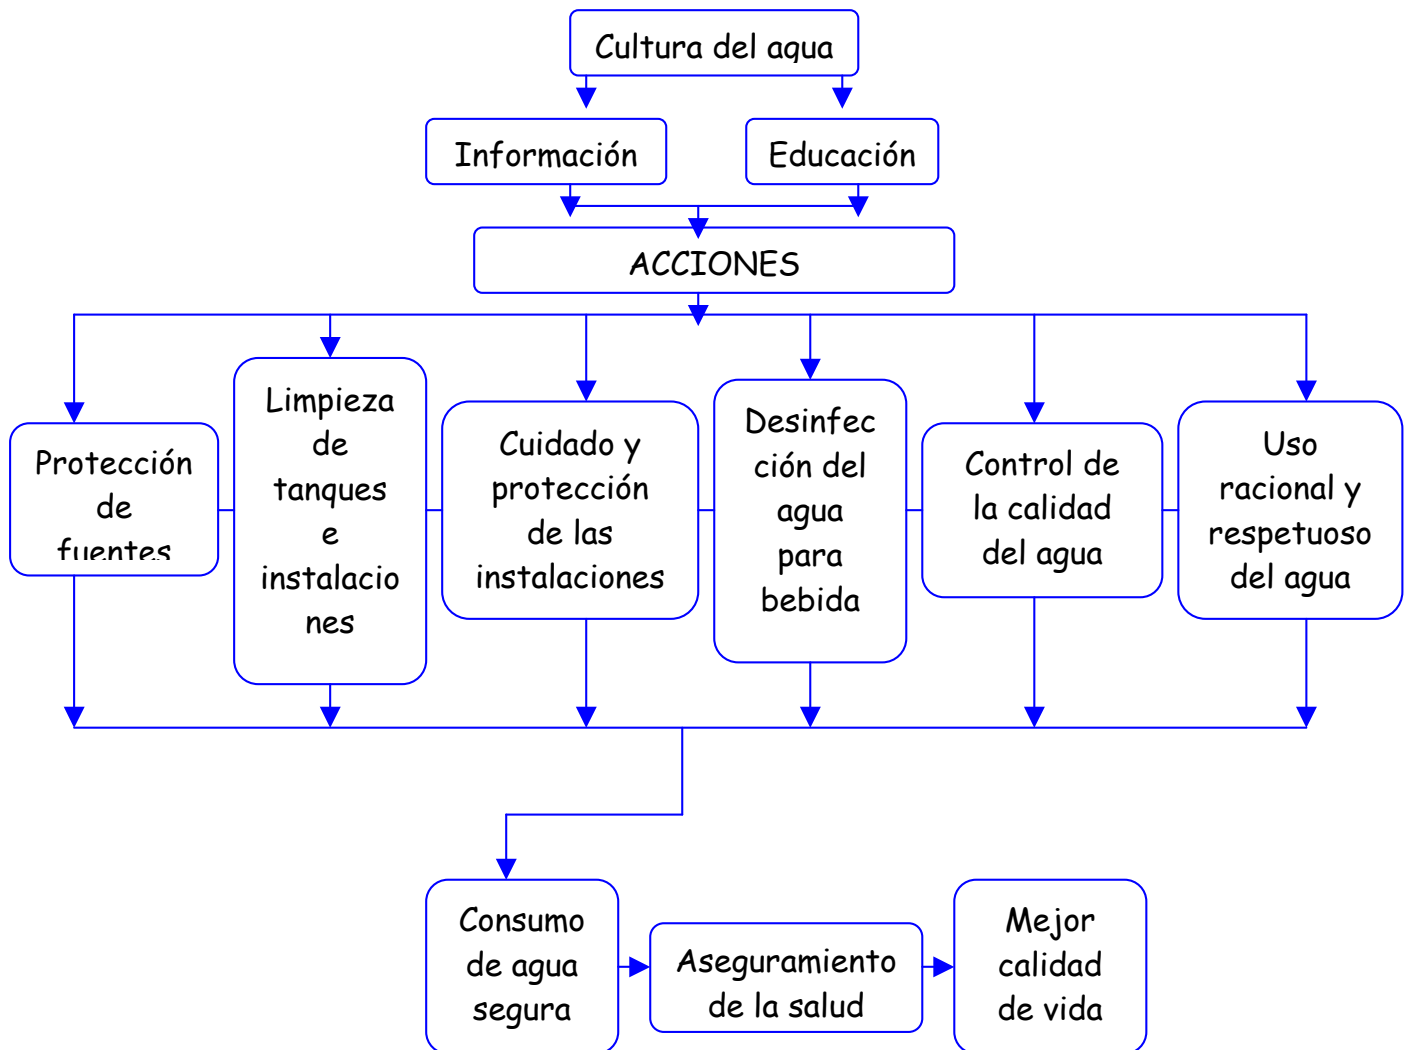 Cultura del agua
Información
Educación
ACCIONES
Protección
de
fuentes
Limpieza
de
tanques
e
instalacio
nes
Cuidado y
protección
de las
instalaciones
Desinfec
ción del
agua
para
bebida
Control de
la calidad
del agua
Uso
racional y
respetuoso
del agua
Consumo
de agua
segura
Aseguramiento
de la salud
Mejor
calidad
de vida